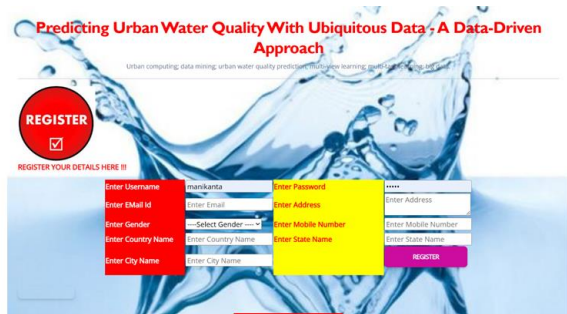 Predicting Urban Water Quality With Ubiquitous Data - A Data-Driven
Approach
Urban computing; data mining; urban water quality prediction; multi-view learning; multi-task learning;
REGISTER
REGISTER YOUR DETAILS HERE !!!
Enter Username manikanta Enter Password •••••
Enter EMail Id Enter Email Enter Address Enter Address
Enter Gender ----Select Gender ---- Enter Mobile Number Enter Mobile Number
Enter Country Name Enter Country Name Enter State Name Enter State Name
Enter City Name Enter City Name REGISTER